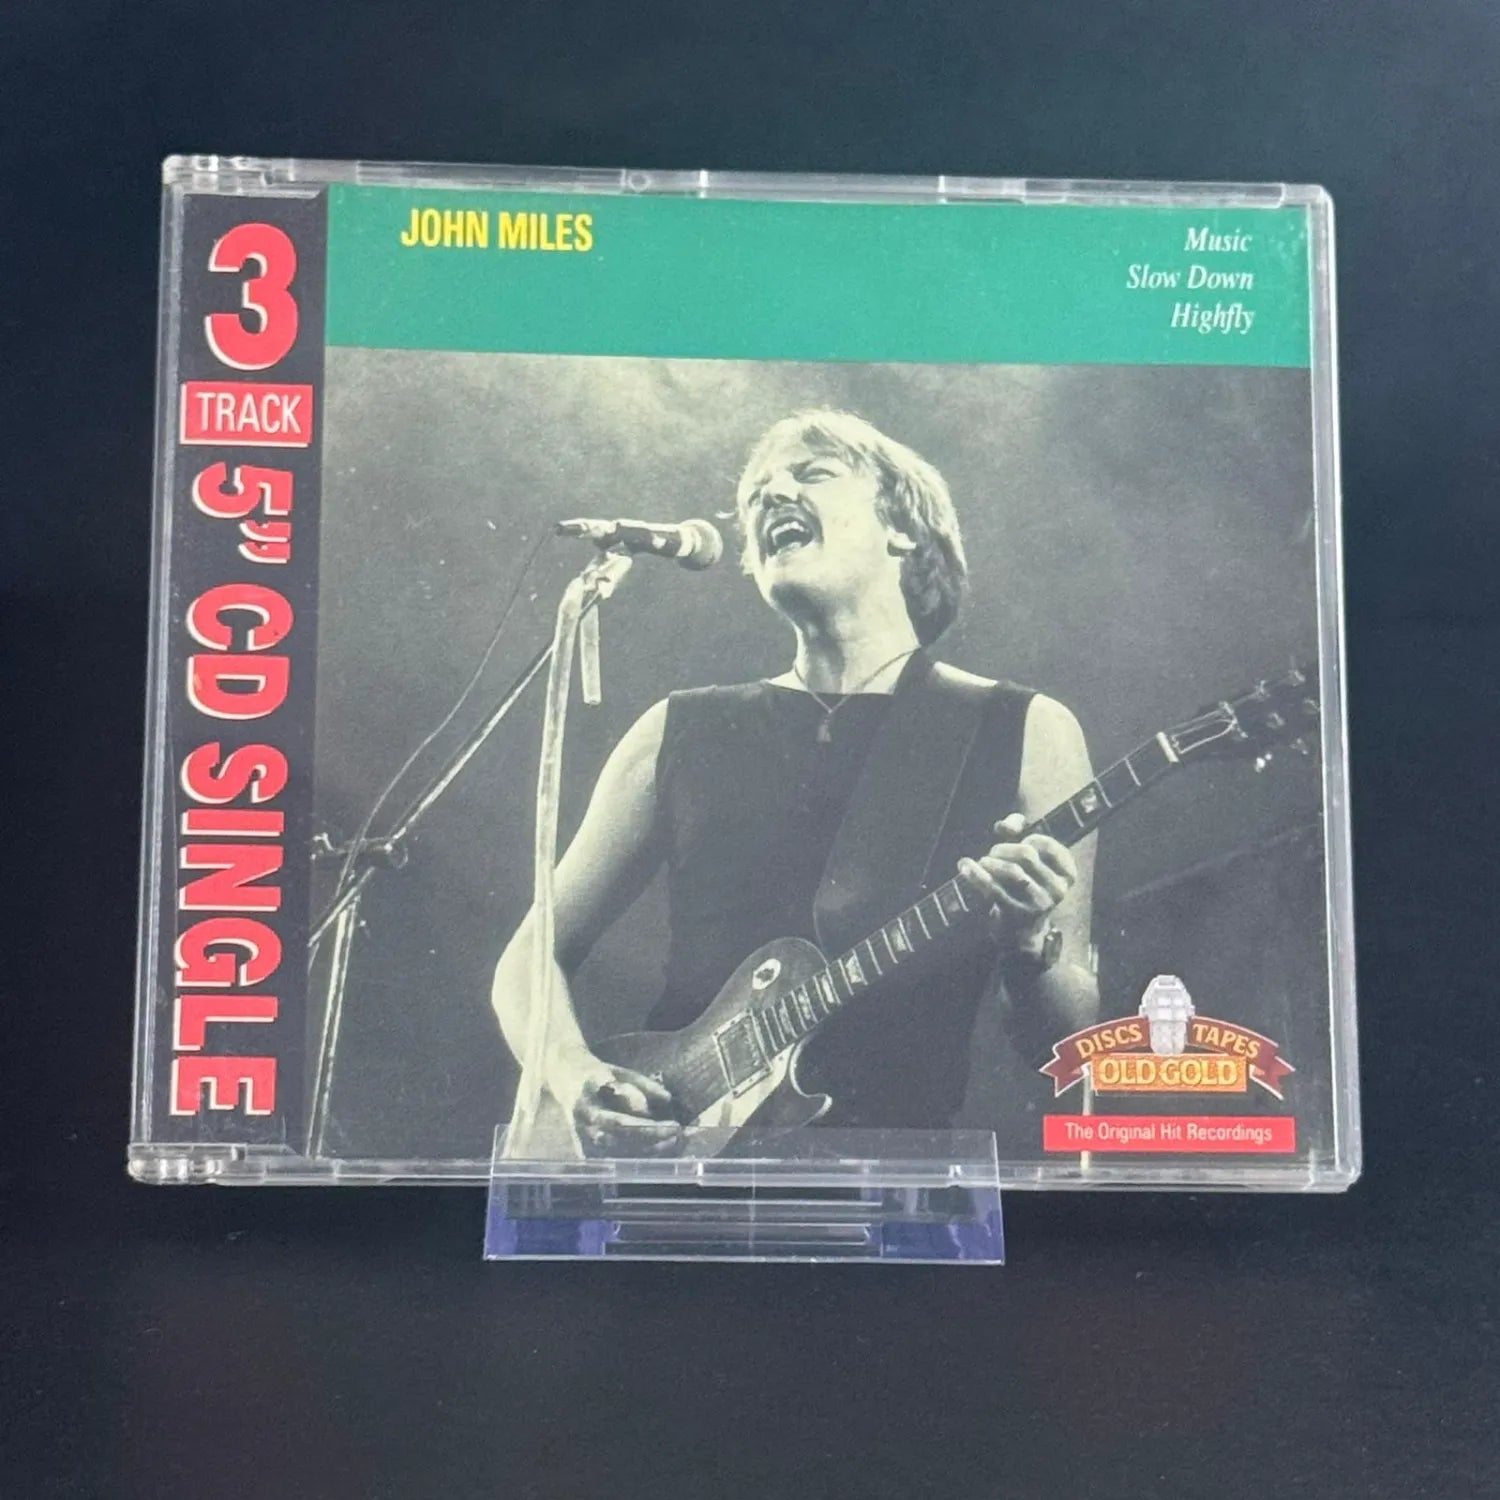 3
TRACK
5" CD SINGLE
JOHN MILES
Music
Slow Down
Highfly
DISCS TAPES
OLD GOLD
The Original Hit Recordings